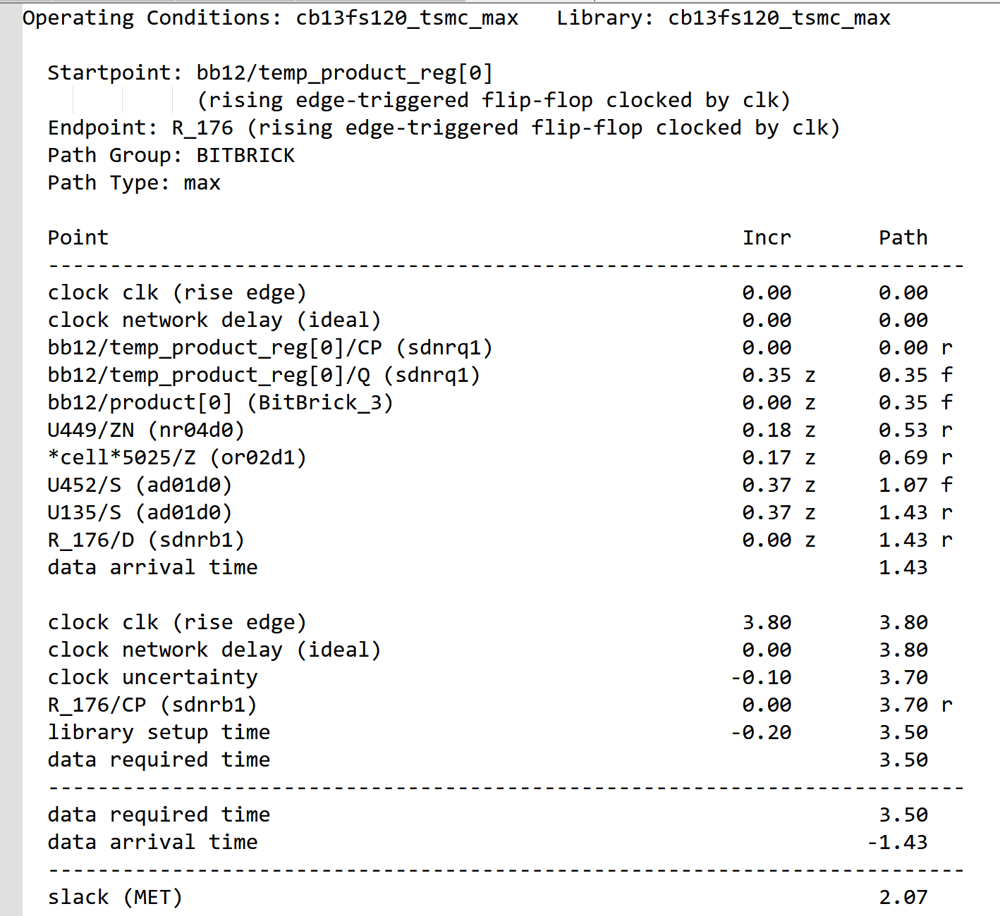 Operating Conditions: cb13fs120_tsmc_max   Library: cb13fs120_tsmc_max
Startpoint: bb12/temp_product_reg[0]
(rising edge-triggered flip-flop clocked by clk)
Endpoint: R_176 (rising edge-triggered flip-flop clocked by clk)
Path Group: BITBRICK
Path Type: max
Point Incr Path
--------------------------------------------------------------------------
clock clk (rise edge) 0.00 0.00
clock network delay (ideal) 0.00 0.00
bb12/temp_product_reg[0]/CP (sdnrq1) 0.00 0.00 r
bb12/temp_product_reg[0]/Q (sdnrq1) 0.35 z 0.35 f
bb12/product[0] (BitBrick_3) 0.00 z 0.35 f
U449/ZN (nr04d0) 0.18 z 0.53 r
*cell*5025/Z (or02d1) 0.17 z 0.69 r
U452/S (ad01d0) 0.37 z 1.07 f
U135/S (ad01d0) 0.37 z 1.43 r
R_176/D (sdnrb1) 0.00 z 1.43 r
data arrival time 1.43
clock clk (rise edge) 3.80 3.80
clock network delay (ideal) 0.00 3.80
clock uncertainty -0.10 3.70
R_176/CP (sdnrb1) 0.00 3.70 r
library setup time -0.20 3.50
data required time 3.50
--------------------------------------------------------------------------
data required time 3.50
data arrival time -1.43
--------------------------------------------------------------------------
slack (MET) 2.07